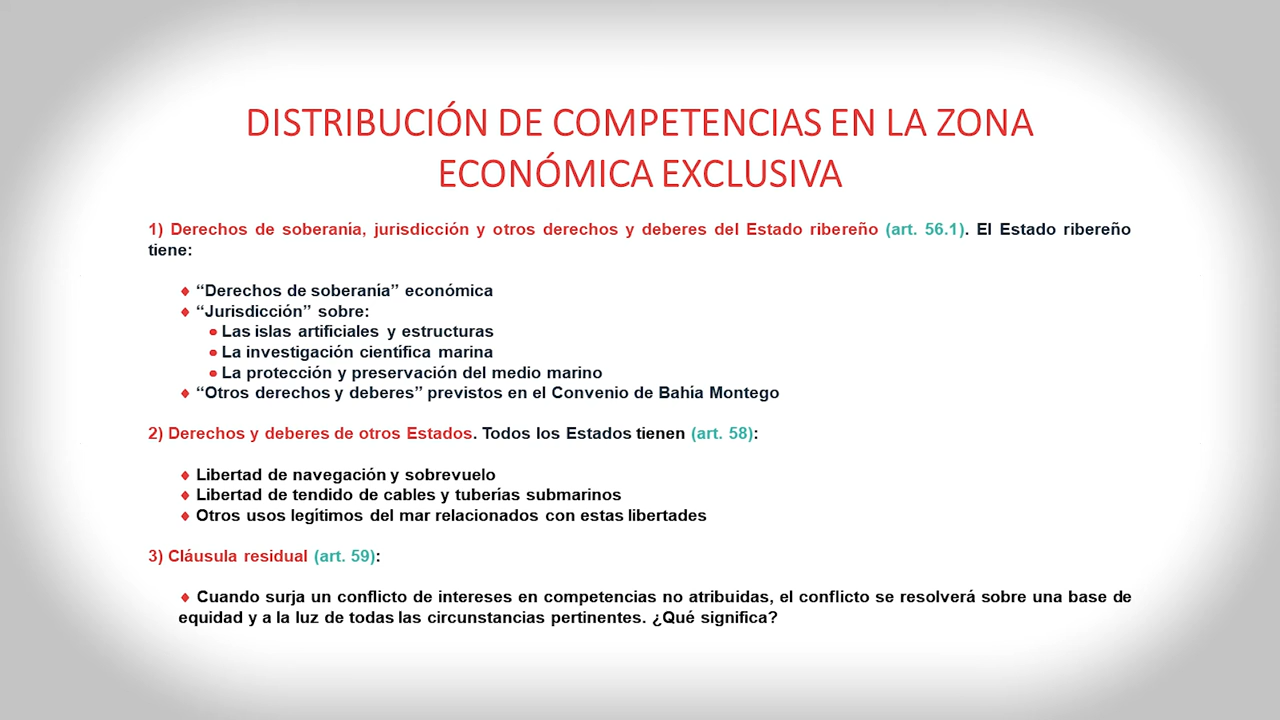 DISTRIBUCIÓN DE COMPETENCIAS EN LA ZONA
ECONÓMICA EXCLUSIVA
1) Derechos de soberanía, jurisdicción y otros derechos y deberes del Estado ribereño (art. 56.1). El Estado ribereño
tiene:
“Derechos de soberanía” económica
“Jurisdicción” sobre:
Las islas artificiales y estructuras
La investigación científica marina
La protección y preservación del medio marino
“Otros derechos y deberes” previstos en el Convenio de Bahía Montego
2) Derechos y deberes de otros Estados. Todos los Estados tienen (art. 58):
Libertad de navegación y sobrevuelo
Libertad de tendido de cables y tuberías submarinos
Otros usos legítimos del mar relacionados con estas libertades
3) Cláusula residual (art. 59):
Cuando surja un conflicto de intereses en competencias no atribuidas, el conflicto se resolverá sobre una base de
equidad y a la luz de todas las circunstancias pertinentes. ¿Qué significa?